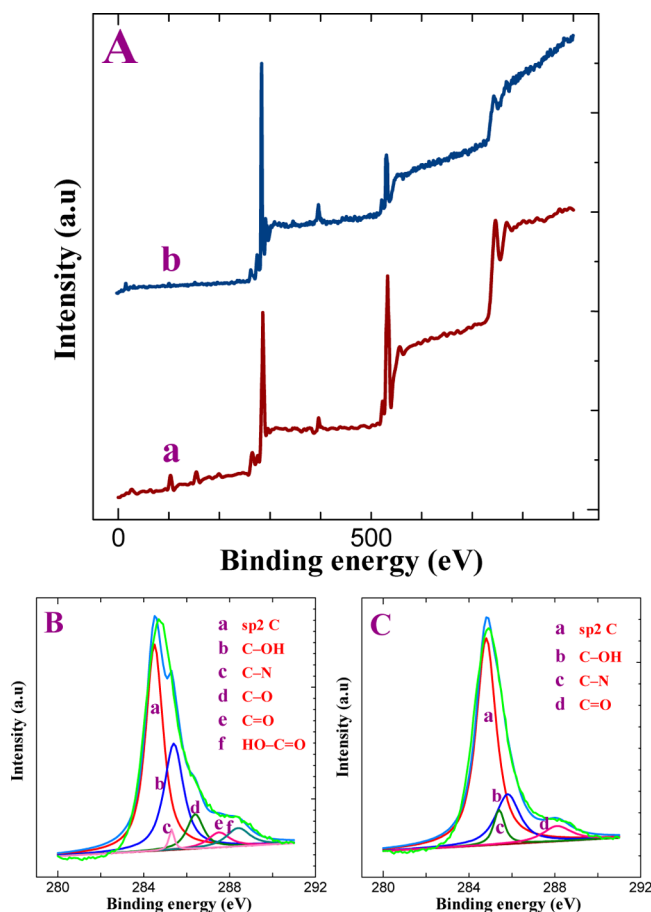 A
Intensity (a.u)
b
a
0 500
Binding energy (eV)
B
a sp2 C
b C–OH
c C–N
d C–O
e C=O
f HO–C=O
a
b
c
d
e
f
Intensity (a.u)
280 284 288 292
Binding energy (eV)
C
a sp2 C
b C–OH
c C–N
d C=O
a
b
c
d
Intensity (a.u)
280 284 288 292
Binding energy (eV)